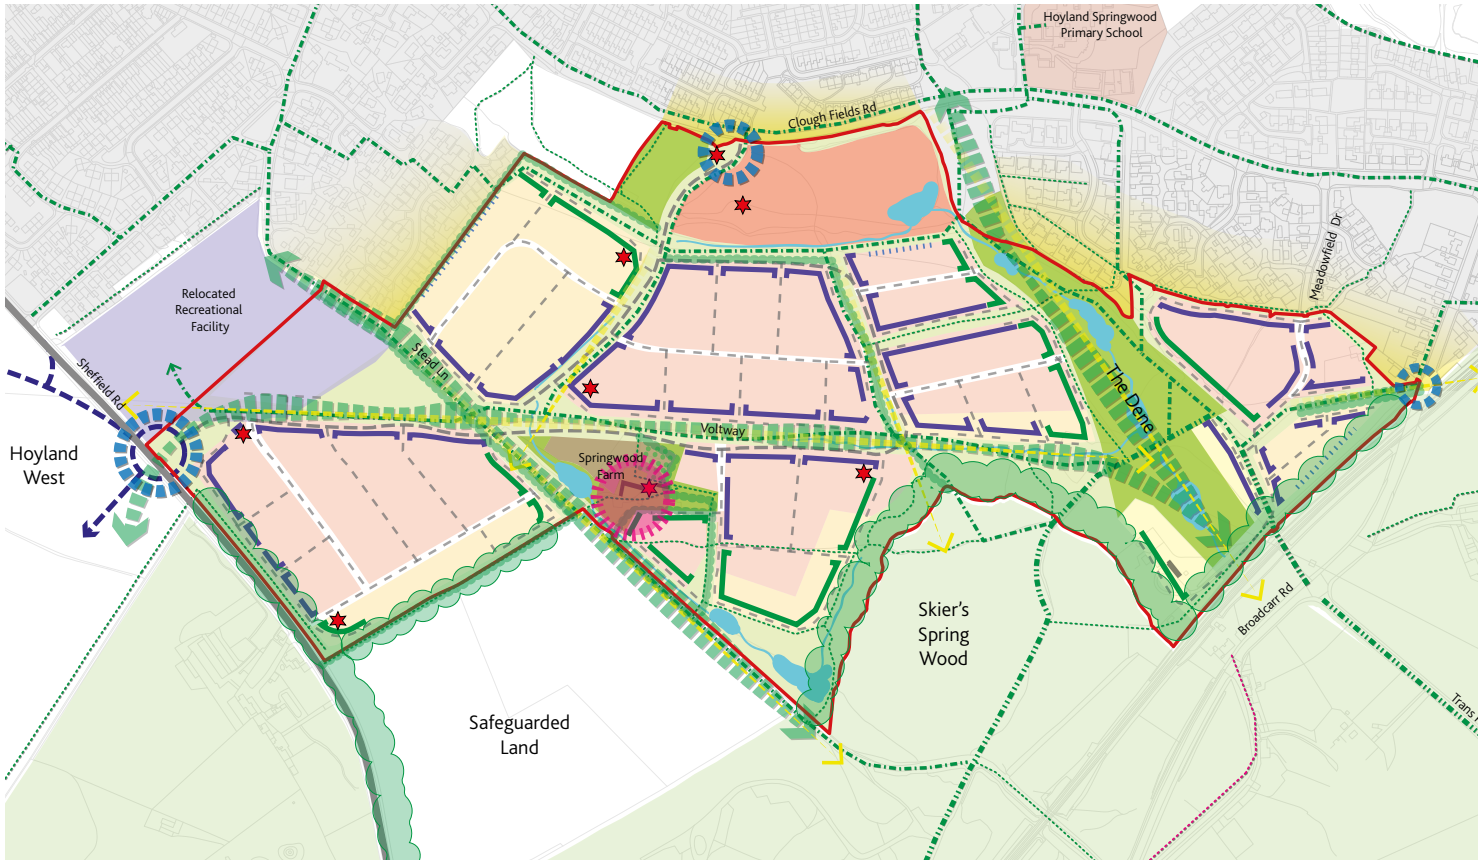 Hoyland Springwood
Primary School
Clough Fields Rd
Meadowfield Dr
Relocated
Recreational
Facility
Sheffield Rd
Stead Ln
The Dene
Voltway
Hoyland
West
Springwood
Farm
Skier's
Spring
Wood
Broadcarr Rd
Safeguarded
Land
Trans